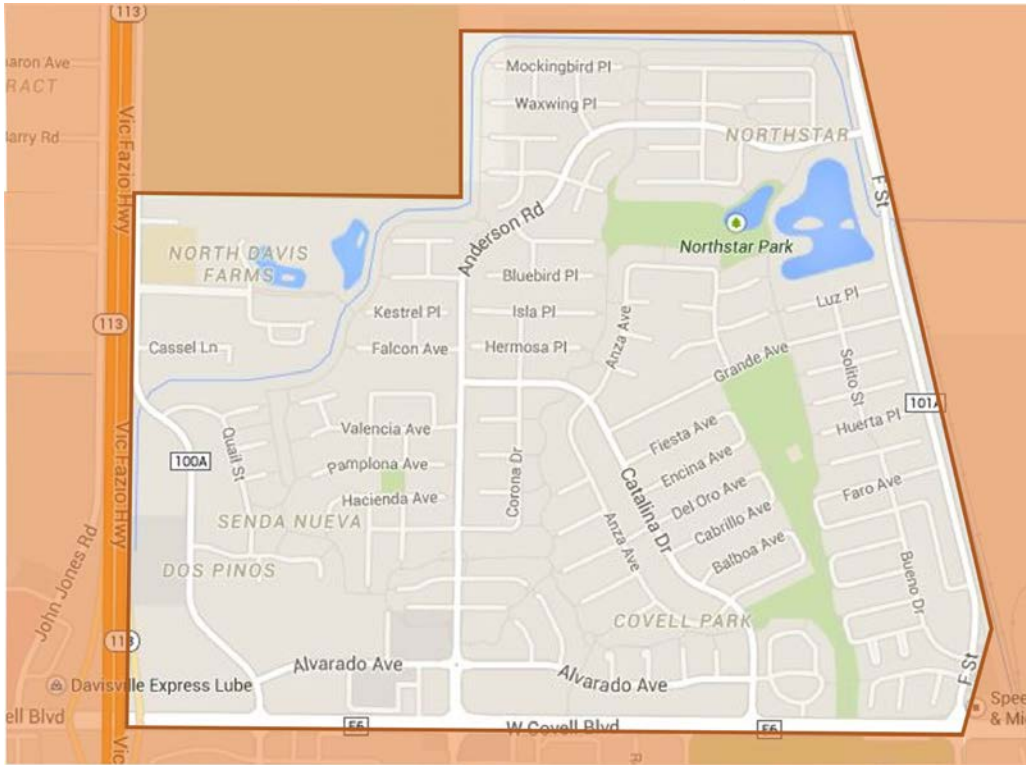 113
Aaron Ave
RACT
Barry Rd
Vic Fazio Hwy
Mockingbird Pl
Waxwing Pl
NORTHSTAR
F St
Anderson Rd
Northstar Park
NORTH DAVIS
FARMS
Bluebird Pl
Luz Pl
Kestrel Pl
Isla Pl
113
Cassel Ln
Falcon Ave
Hermosa Pl
Anza Ave
Grande Ave
Solito St
101A
Valencia Ave
Fiesta Ave
Huerta Pl
Quail St
Vic Fazio Hwy
100A
Pamplona Ave
Encina Ave
Corona Dr
Catalina Dr
Hacienda Ave
Del Oro Ave
Faro Ave
SENDA NUEVA
Anza Ave
Cabrillo Ave
Balboa Ave
DOS PINOS
Bueno Dr
John Jones Rd
COVELL PARK
113
Alvarado Ave
Alvarado Ave
F St
Davisville Express Lube
Spee
& Mi
ell Blvd
E6
W Covell Blvd
E6
Vic